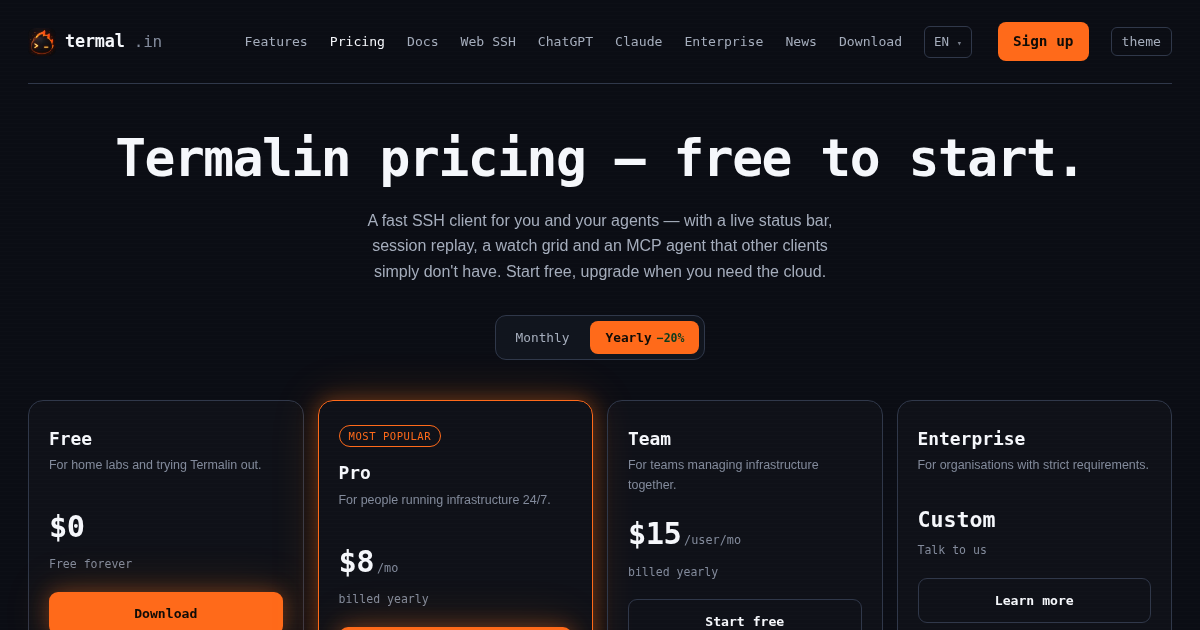 termal .in
Features Pricing Docs Web SSH ChatGPT Claude Enterprise News Download EN ▾ Sign up theme
Termalin pricing — free to start.
A fast SSH client for you and your agents — with a live status bar,
session replay, a watch grid and an MCP agent that other clients
simply don't have. Start free, upgrade when you need the cloud.
Monthly Yearly −20%
Free
For home labs and trying Termalin out.
$0
Free forever
Download
MOST POPULAR
Pro
For people running infrastructure 24/7.
$8 /mo
billed yearly
Team
For teams managing infrastructure
together.
$15 /user/mo
billed yearly
Start free
Enterprise
For organisations with strict requirements.
Custom
Talk to us
Learn more